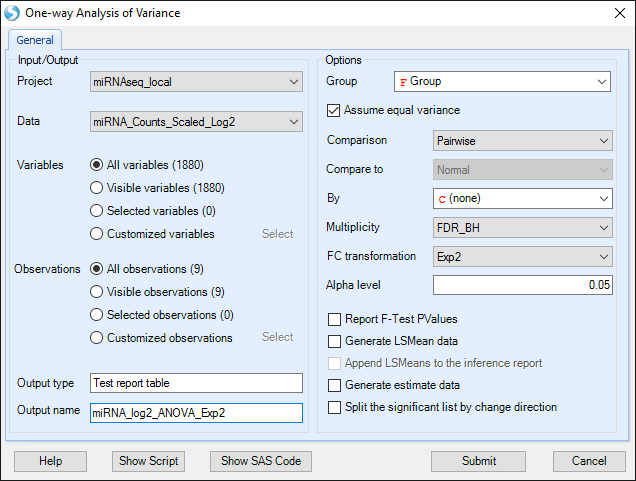 One-way Analysis of Variance
General
Input/Output
Project miRNAseq_local
Data miRNA_Counts_Scaled_Log2
Variables All variables (1880)
Visible variables (1880)
Selected variables (0)
Customized variables Select
Observations All observations (9)
Visible observations (9)
Selected observations (0)
Customized observations Select
Output type Test report table
Output name miRNA_log2_ANOVA_Exp2
Options
Group F Group
Assume equal variance
Comparison Pairwise
Compare to Normal
By C (none)
Multiplicity FDR_BH
FC transformation Exp2
Alpha level 0.05
Report F-Test PValues
Generate LSMean data
Append LSMeans to the inference report
Generate estimate data
Split the significant list by change direction
Help Show Script Show SAS Code Submit Cancel